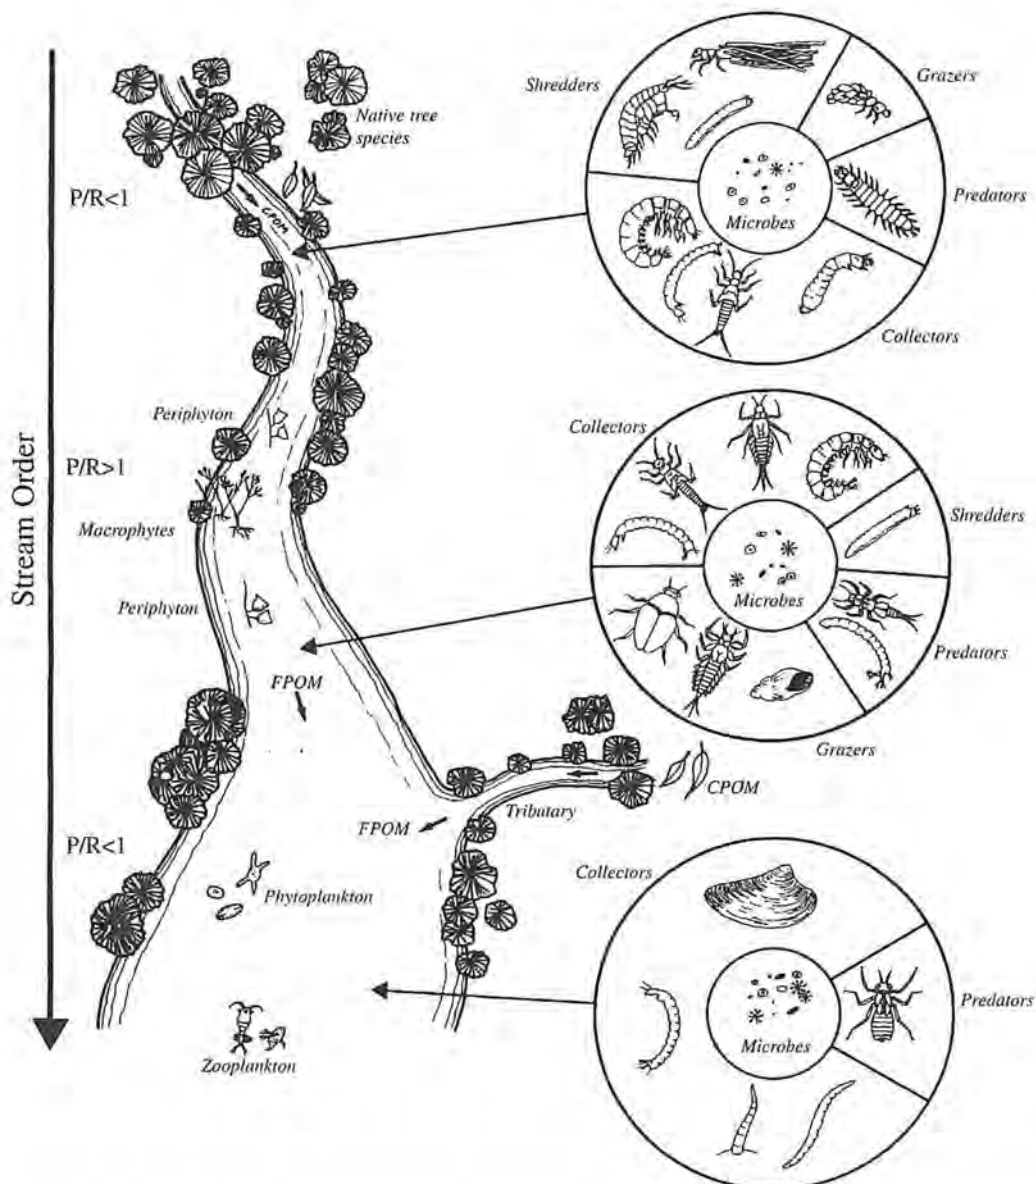 Shredders
Grazers
Native tree
species
P/R<1
CPOM
Microbes
Predators
Collectors
Periphyton
Collectors
P/R>1
Stream Order
Macrophytes
Shredders
Microbes
Periphyton
Predators
FPOM
Grazers
CPOM
Tributary
FPOM
P/R<1
Collectors
Phytoplankton
Predators
Microbes
Zooplankton